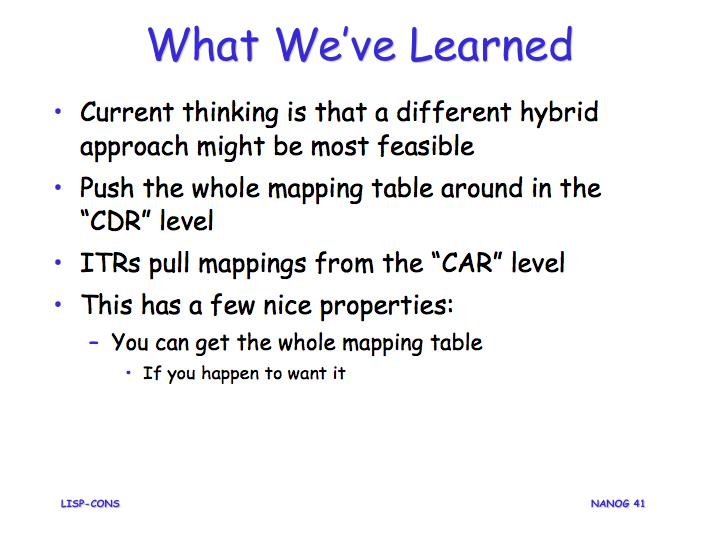 What We've Learned
• Current thinking is that a different hybrid
approach might be most feasible
• Push the whole mapping table around in the
“CDR” level
• ITRs pull mappings from the “CAR” level
• This has a few nice properties:
– You can get the whole mapping table
• If you happen to want it
LISP-CONS
NANOG 41